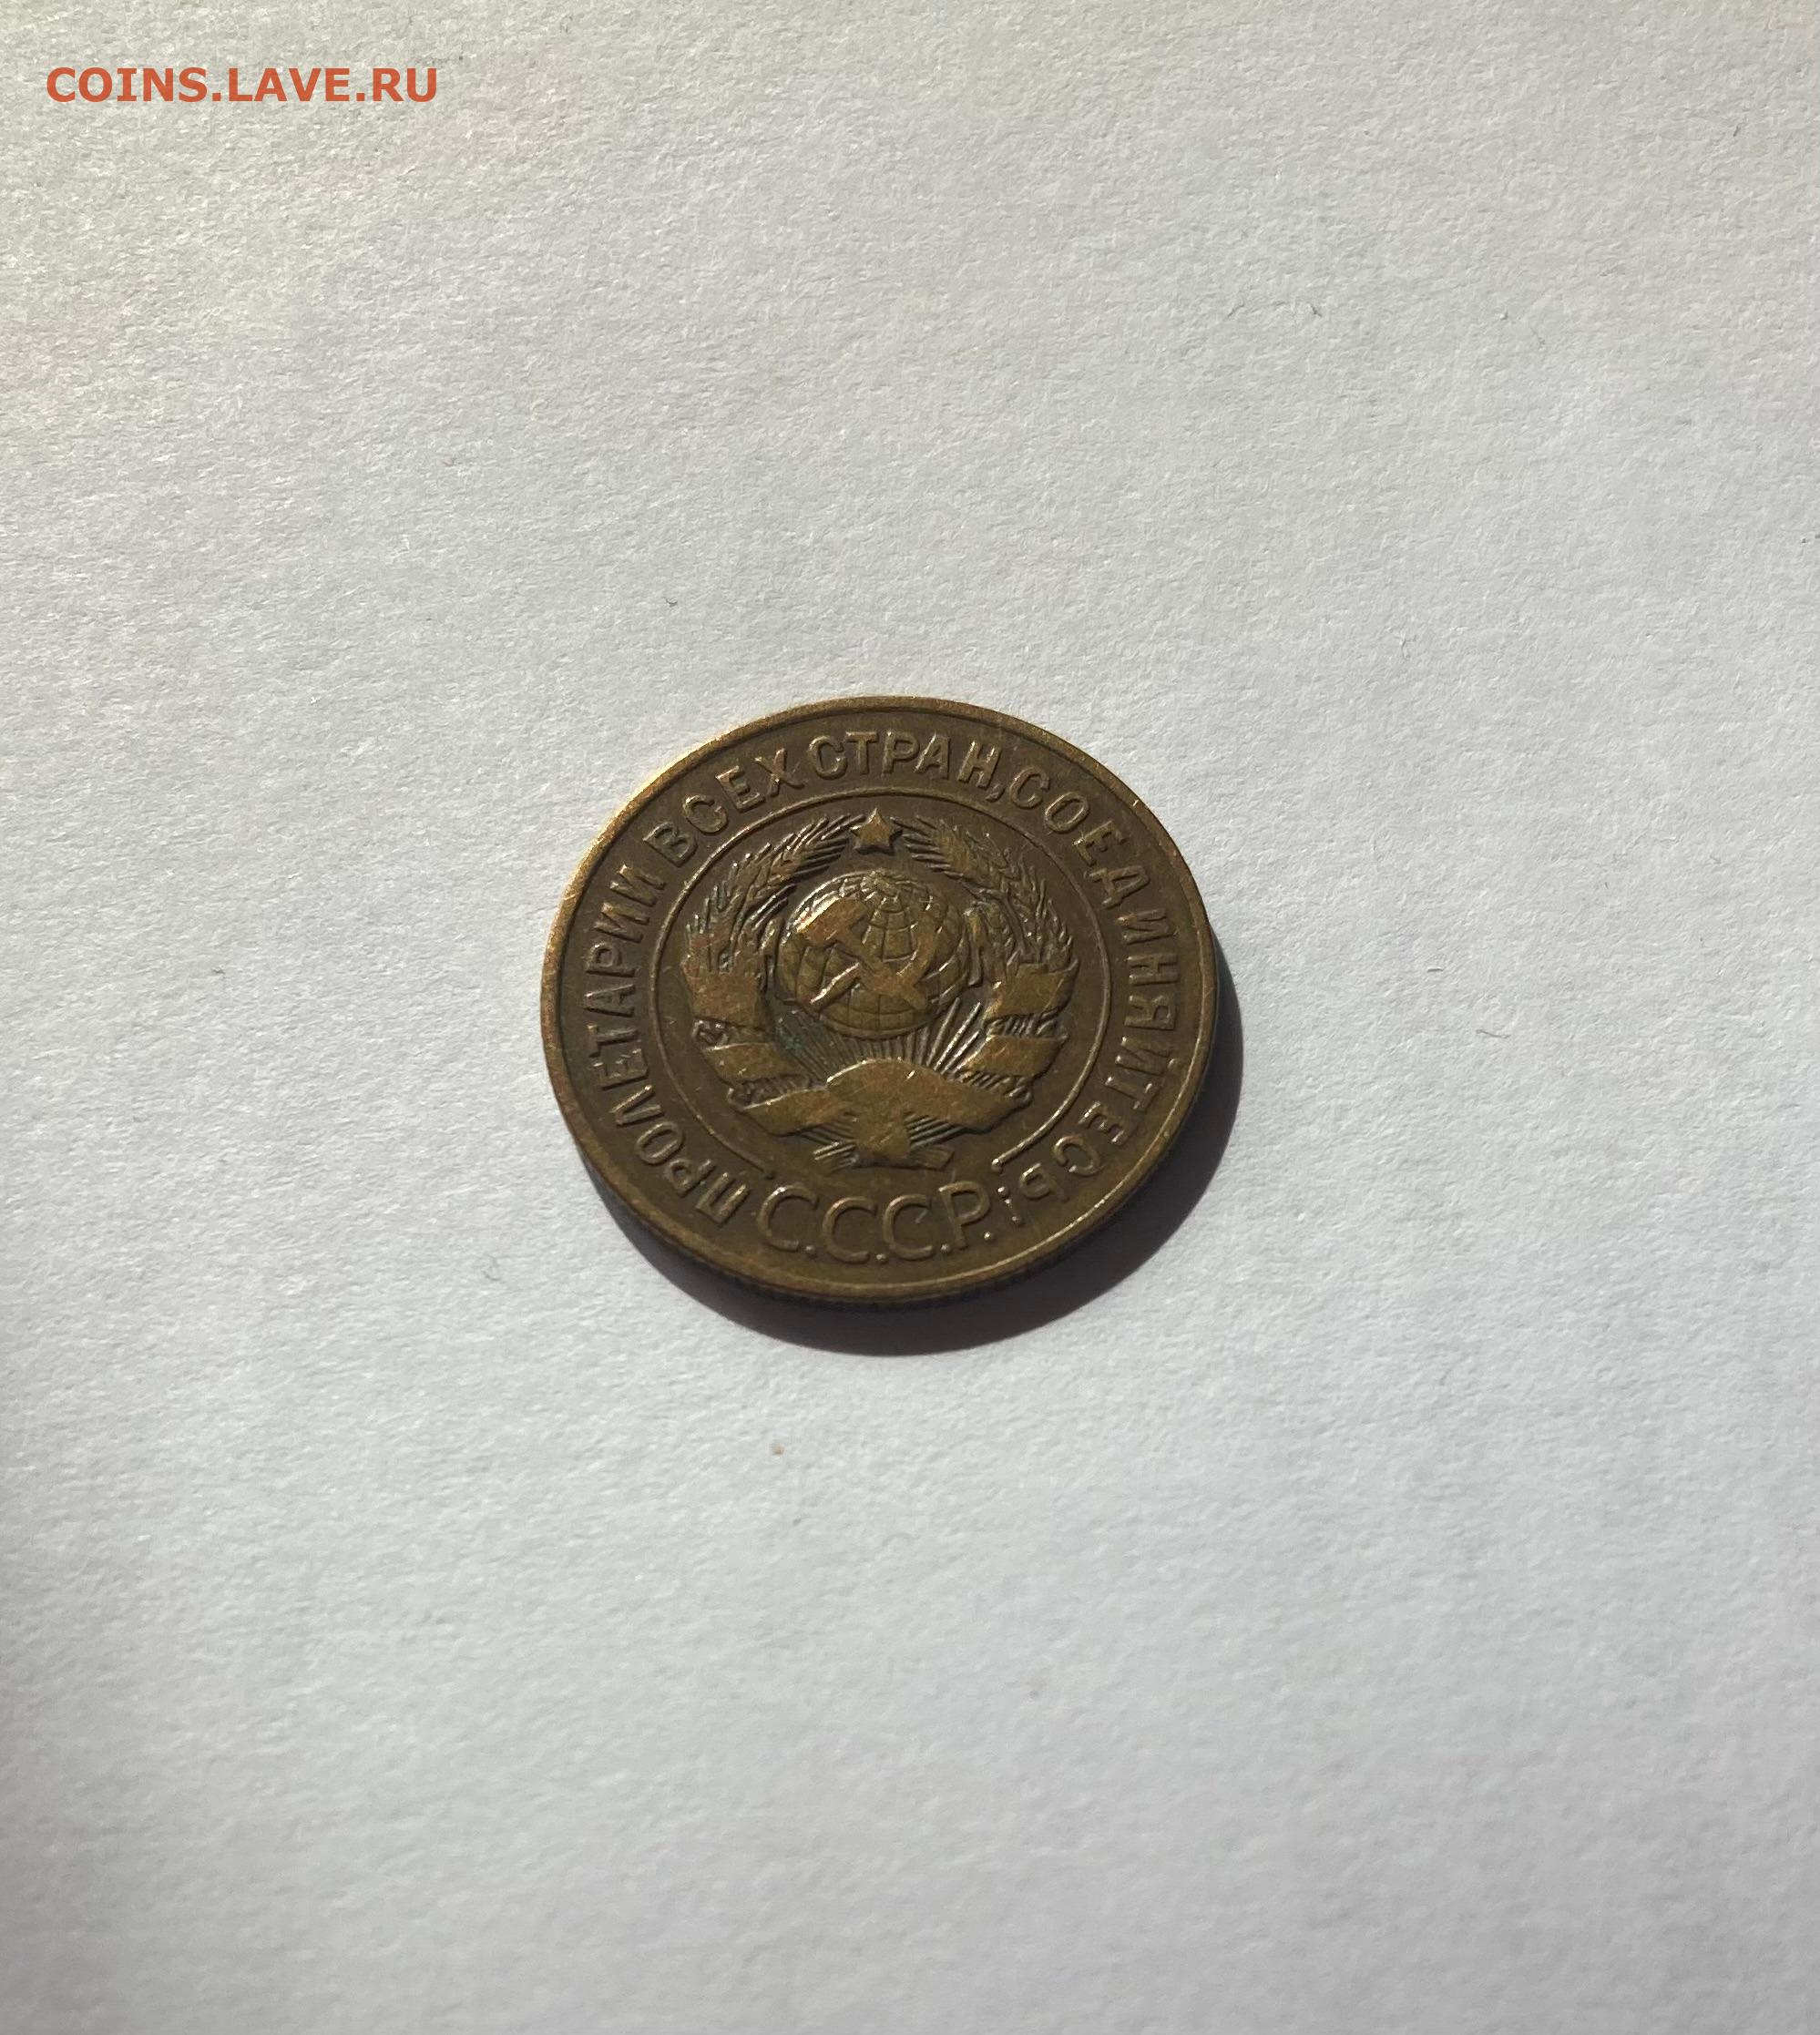 COINS.LAVE.RU
ПРОЛЕТАРИИ ВСЕХ СТРАН, СОЕДИНЯЙТЕСЬ!
С.С.С.Р.